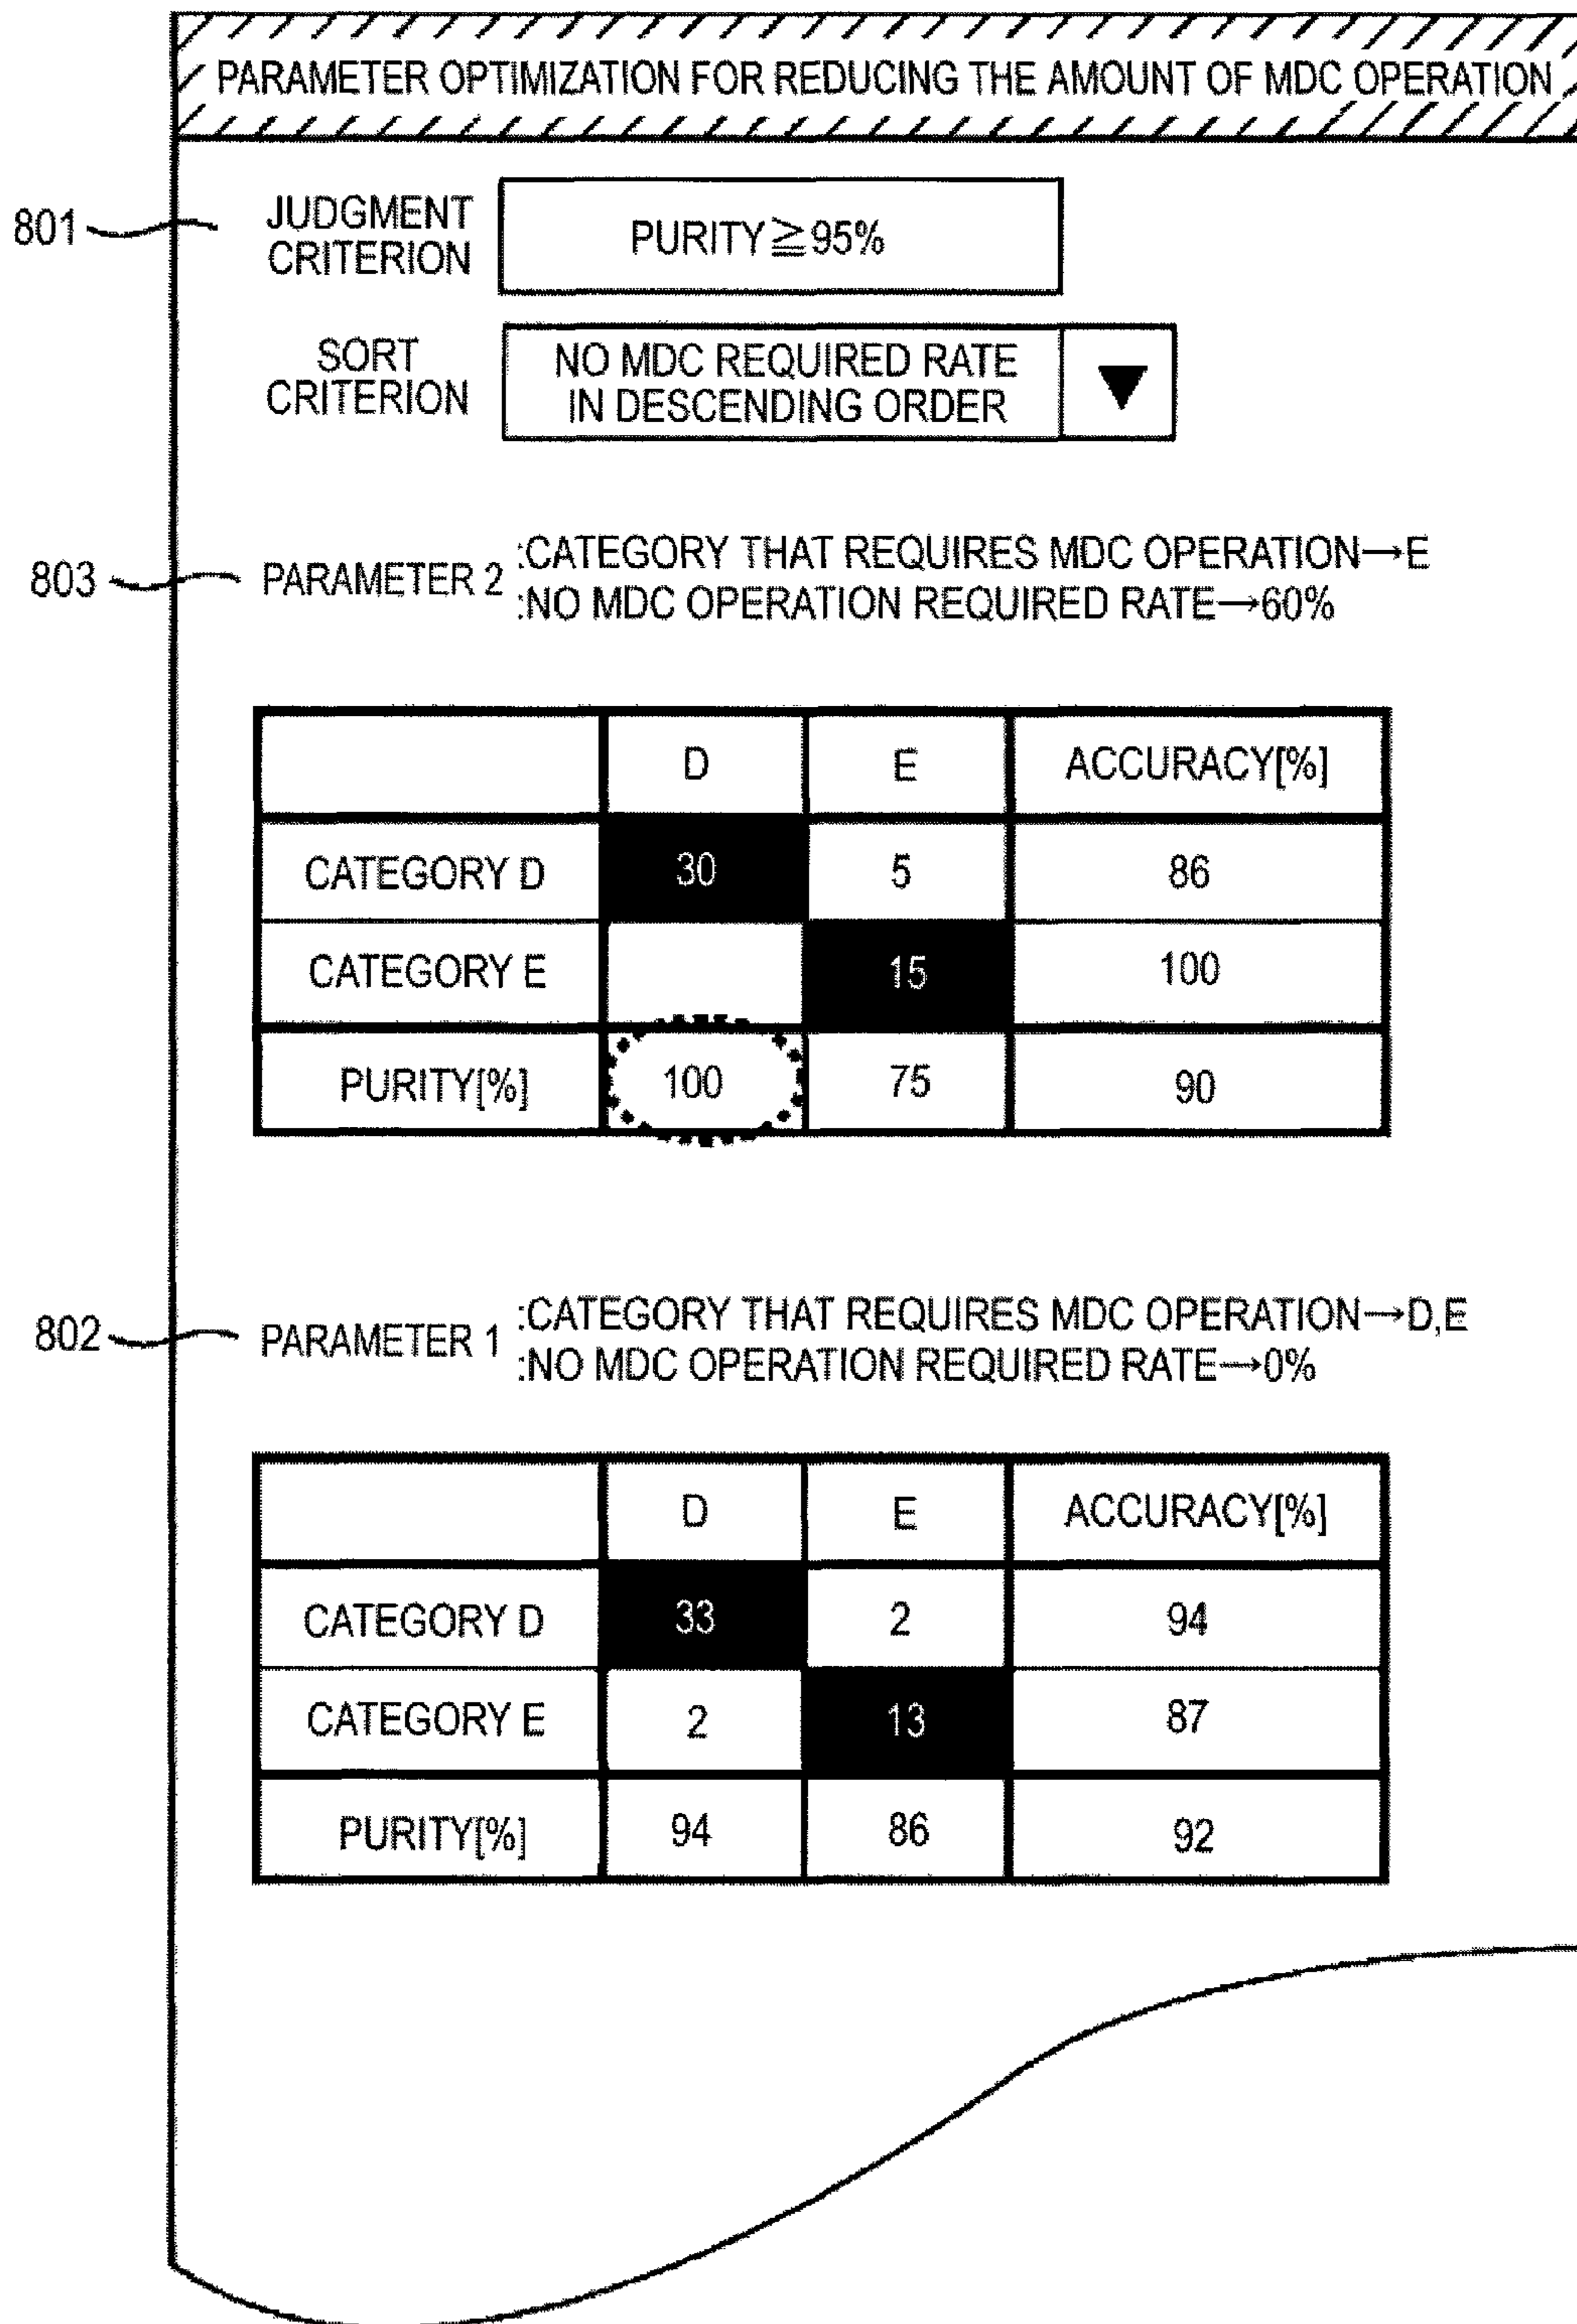 PARAMETER OPTIMIZATION FOR REDUCING THE AMOUNT OF MDC OPERATION
801
JUDGMENT
CRITERION
PURITY≧95%
SORT
CRITERION
NO MDC REQUIRED RATE
IN DESCENDING ORDER
▼
803
PARAMETER 2
:CATEGORY THAT REQUIRES MDC OPERATION→E
:NO MDC OPERATION REQUIRED RATE→60%
D E ACCURACY[%]
CATEGORY D 30 5 86
CATEGORY E 15 100
PURITY[%] 100 75 90
802
PARAMETER 1
:CATEGORY THAT REQUIRES MDC OPERATION→D,E
:NO MDC OPERATION REQUIRED RATE→0%
D E ACCURACY[%]
CATEGORY D 33 2 94
CATEGORY E 2 13 87
PURITY[%] 94 86 92